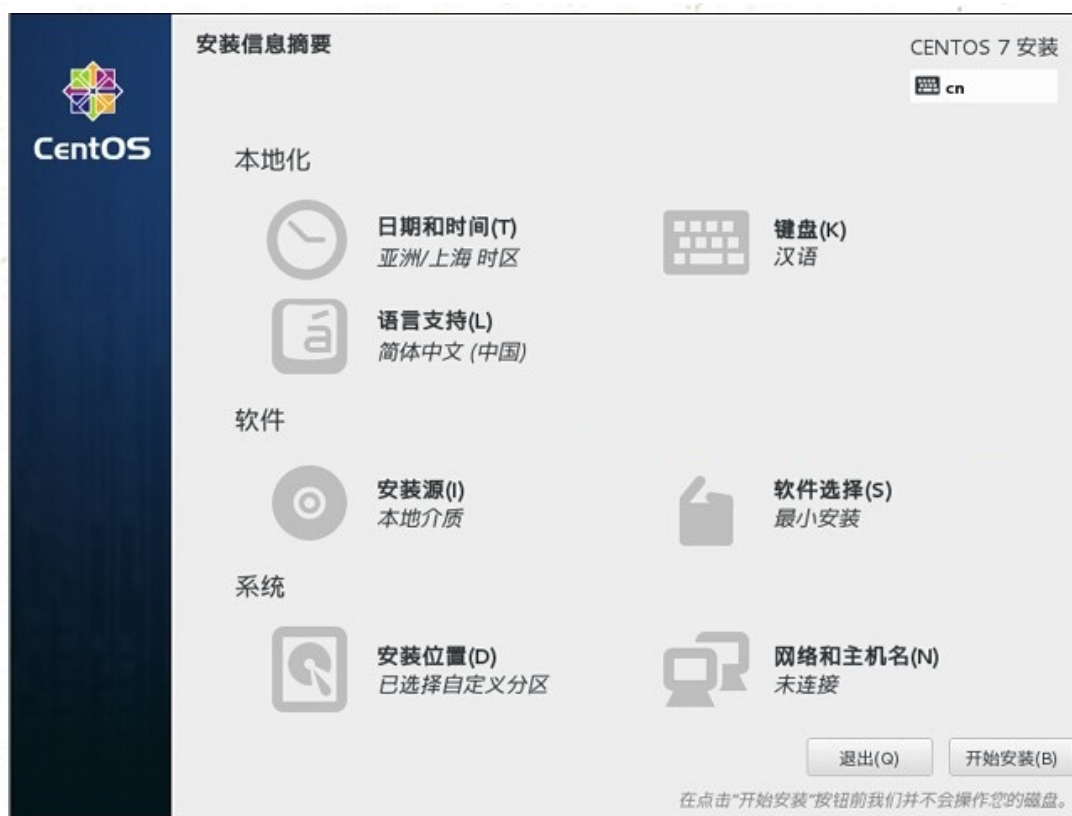 安装信息摘要
CENTOS 7 安装
cn
CentOS
本地化
日期和时间(T)
亚洲/上海 时区
键盘(K)
汉语
á
语言支持(L)
简体中文 (中国)
软件
安装源(I)
本地介质
软件选择(S)
最小安装
系统
安装位置(D)
已选择自定义分区
网络和主机名(N)
未连接
退出(Q)
开始安装(B)
在点击"开始安装"按钮前我们并不会操作您的磁盘。